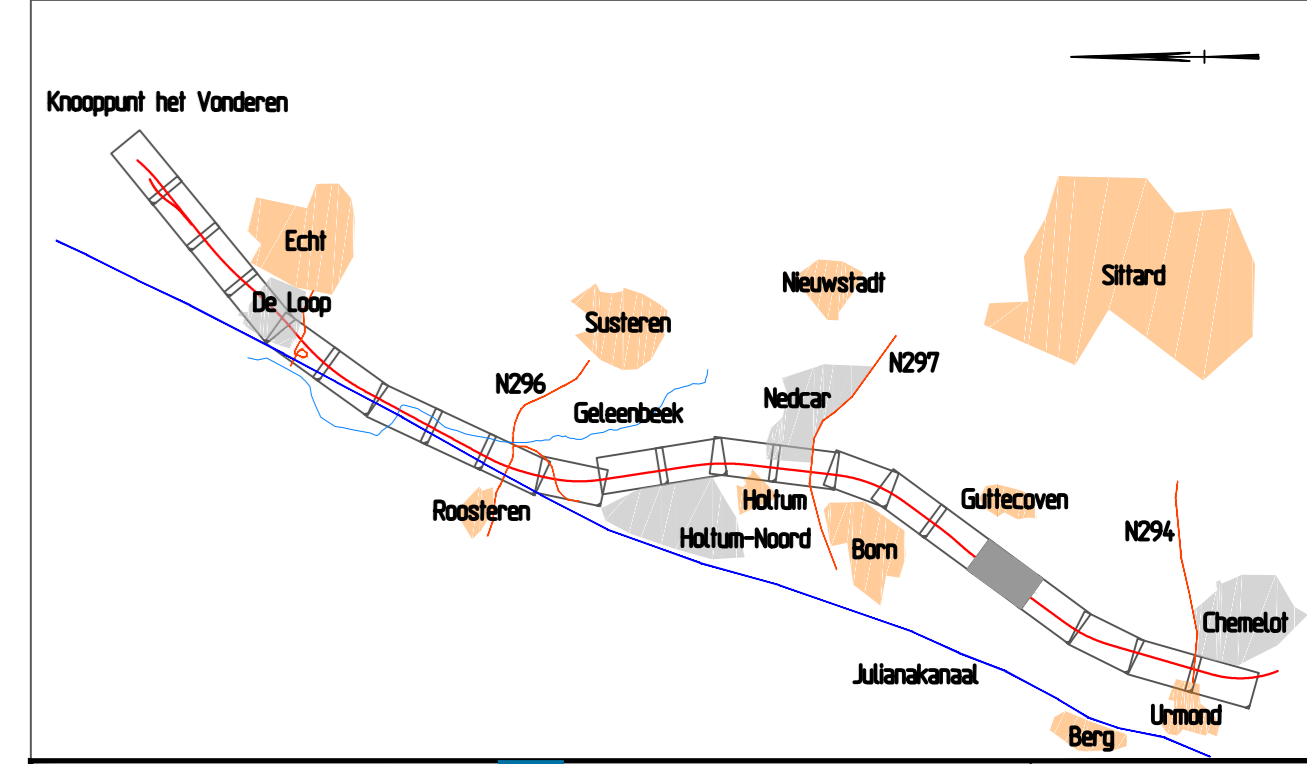 Knooppunt het Vonderen
Echt
Sittard
Nieuwstadt
De Loop
Susteren
N297
N296
Nedcar
Geleenbeek
Holtum
Guttecoven
Roosteren
N294
Holtum-Noord
Born
Chemelot
Julianakanaal
Urmond
Berg